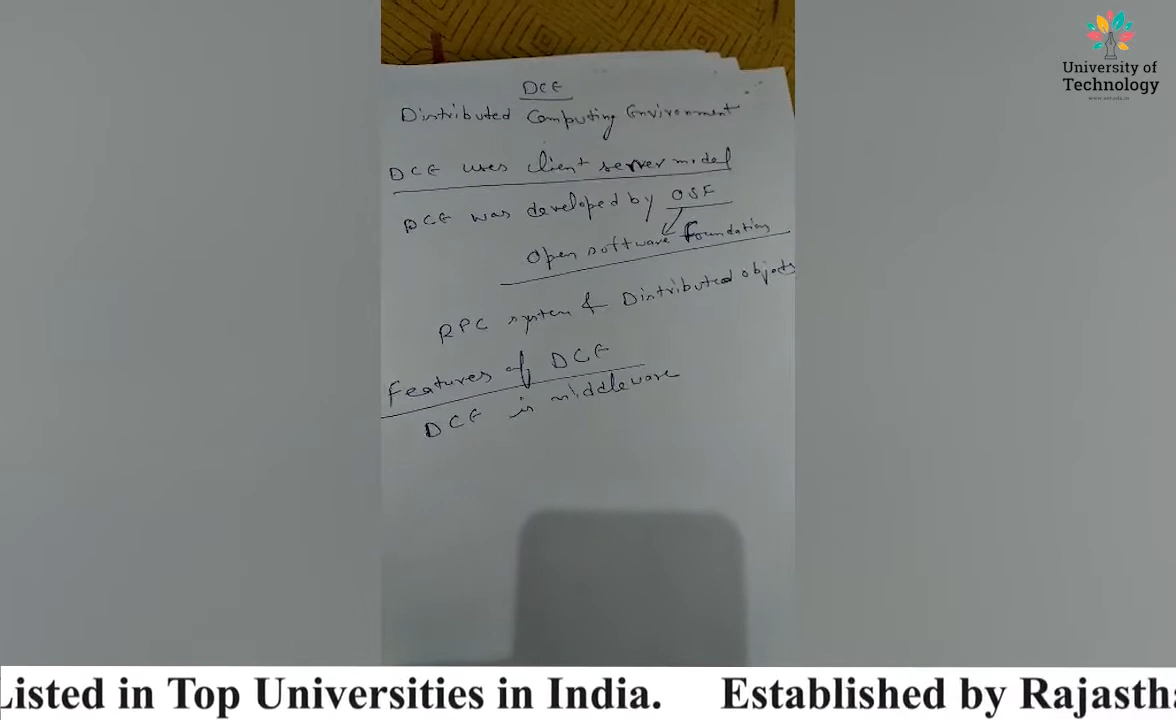 University of
Technology
DCE
Distributed Computing Environment
DCE uses client server model
DCE was developed by OSF
Open software Foundation
RPC system & Distributed objects
Features of DCE
DCE is middleware
Listed in Top Universities in India. Established by Rajastha